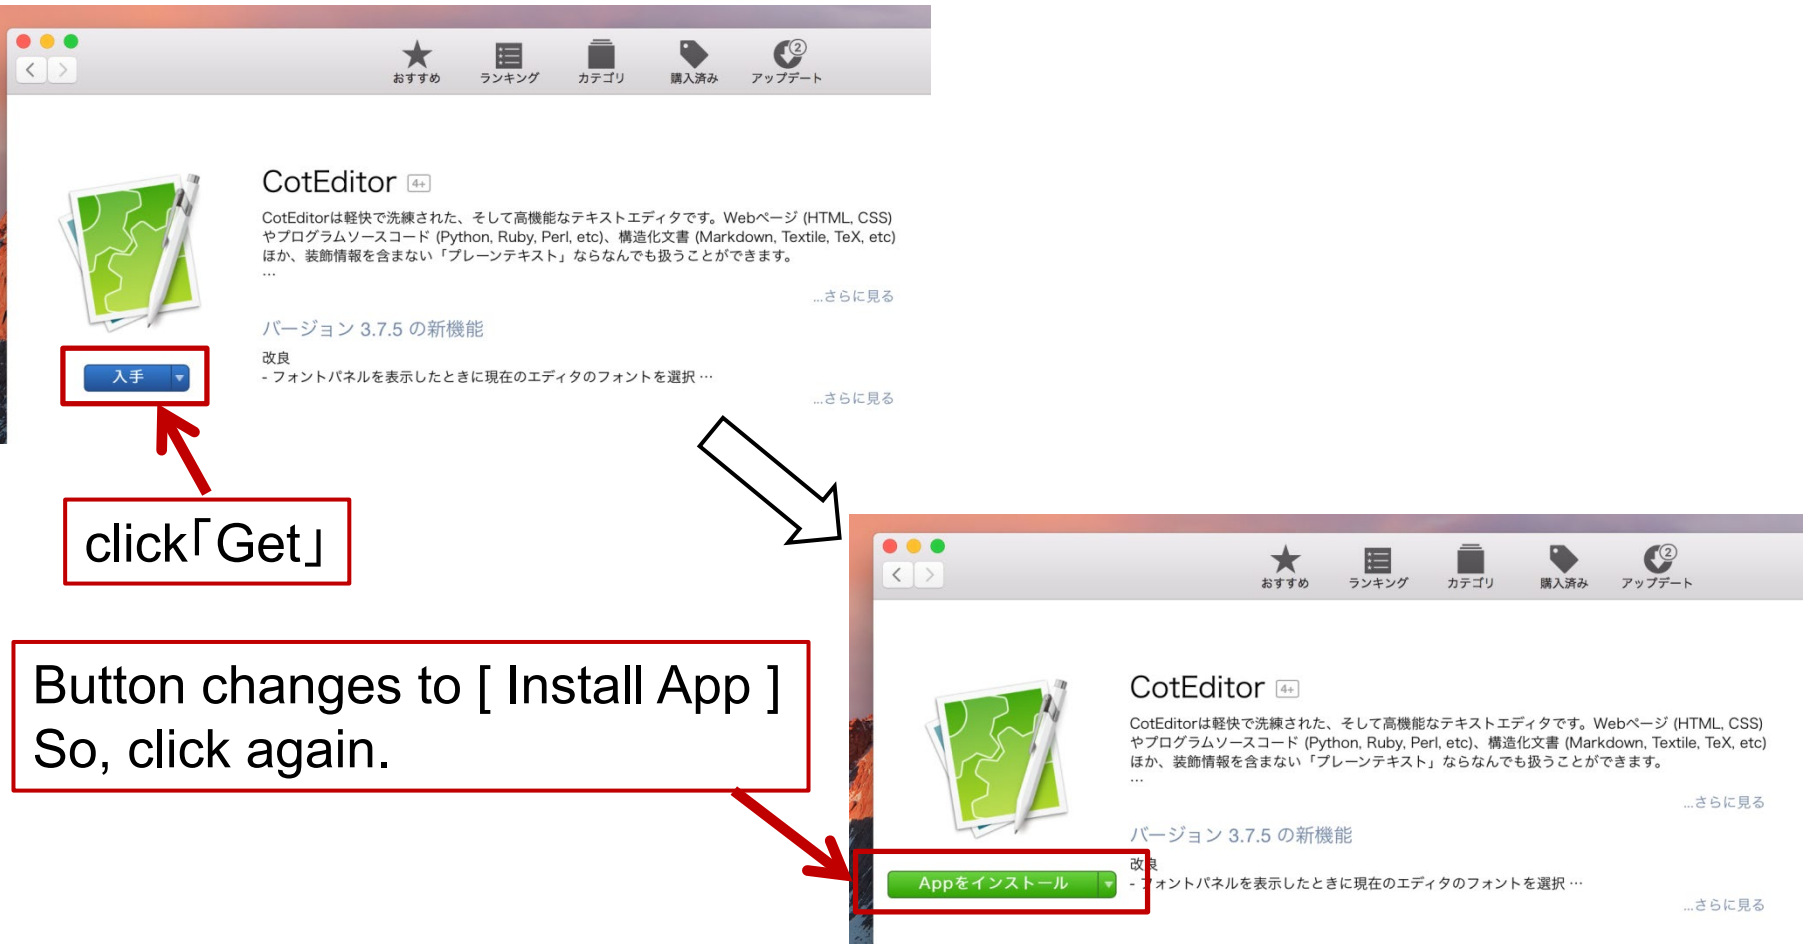 おすすめ ランキング カテゴリ 購入済み アップデート
2
CotEditor 4+
CotEditorは軽快で洗練された、そして高機能なテキストエディタです。Webページ (HTML, CSS)
やプログラムソースコード (Python, Ruby, Perl, etc)、構造化文書 (Markdown, Textile, TeX, etc)
ほか、装飾情報を含まない「プレーンテキスト」ならなんでも扱うことができます。
…
...さらに見る
バージョン 3.7.5 の新機能
改良
- フォントパネルを表示したときに現在のエディタのフォントを選択 …
...さらに見る
入手
click「Get」
Button changes to [ Install App ]
So, click again.
おすすめ ランキング カテゴリ 購入済み アップデート
2
CotEditor 4+
CotEditorは軽快で洗練された、そして高機能なテキストエディタです。Webページ (HTML, CSS)
やプログラムソースコード (Python, Ruby, Perl, etc)、構造化文書 (Markdown, Textile, TeX, etc)
ほか、装飾情報を含まない「プレーンテキスト」ならなんでも扱うことができます。
…
...さらに見る
バージョン 3.7.5 の新機能
改良
- フォントパネルを表示したときに現在のエディタのフォントを選択 …
...さらに見る
Appをインストール